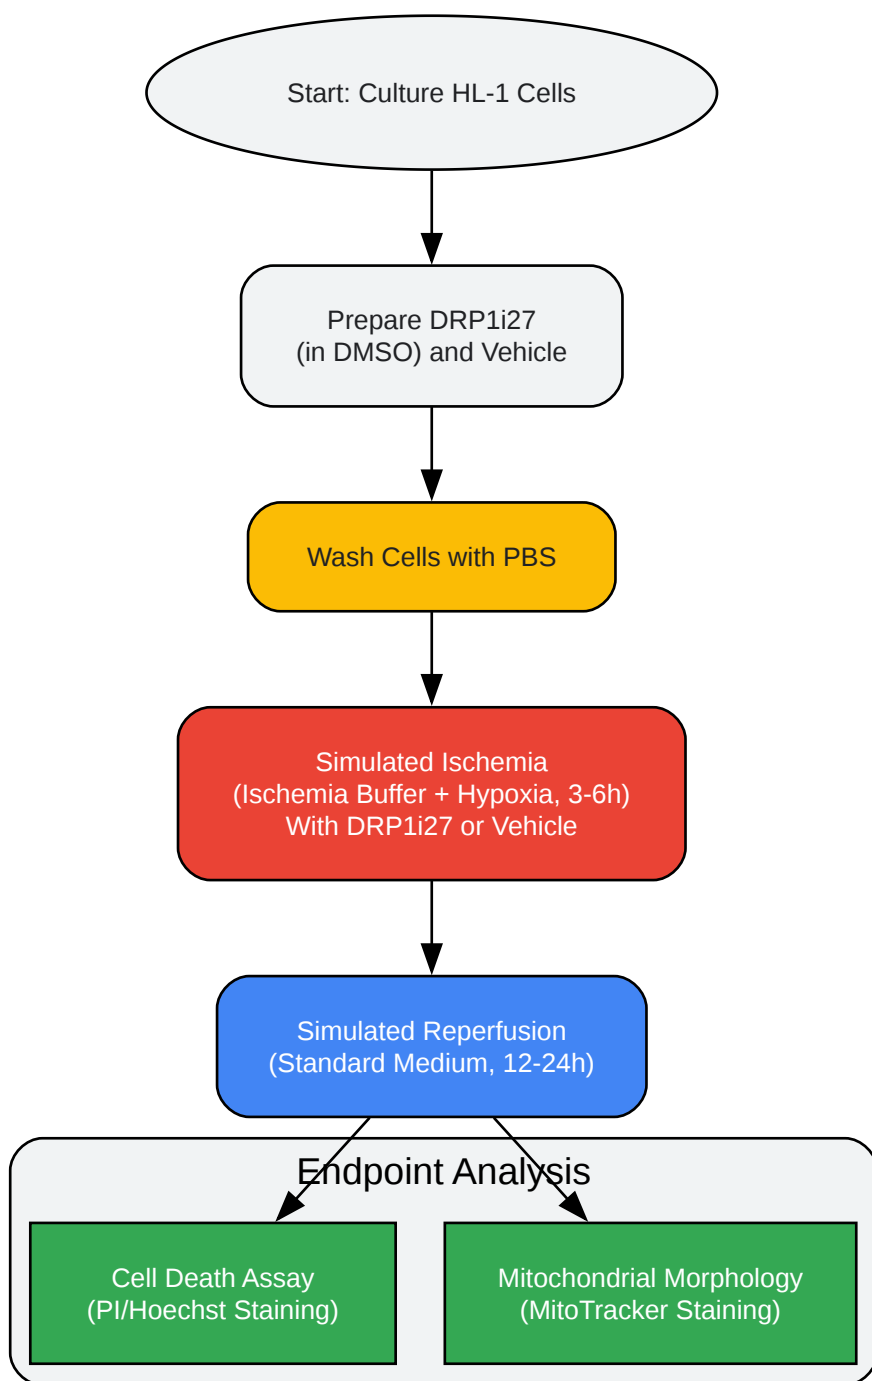 Start: Culture HL-1 Cells
Prepare DRP1i27
(in DMSO) and Vehicle
Wash Cells with PBS
Simulated Ischemia
(Ischemia Buffer + Hypoxia, 3-6h)
With DRP1i27 or Vehicle
Simulated Reperfusion
(Standard Medium, 12-24h)
Endpoint Analysis
Cell Death Assay
(PI/Hoechst Staining)
Mitochondrial Morphology
(MitoTracker Staining)